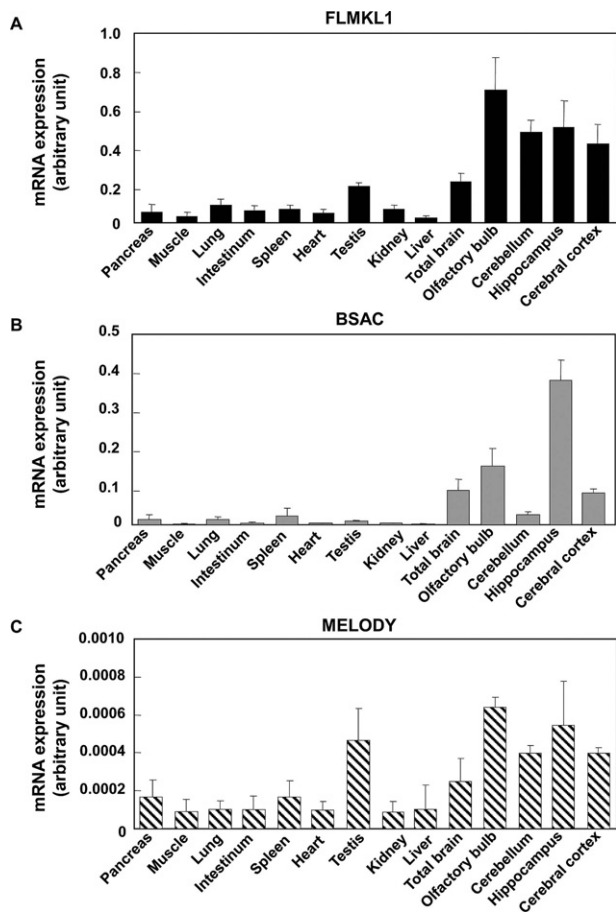 A
FLMKL1
mRNA expression
(arbitrary unit)
1.0
0.8
0.6
0.4
0.2
0
Pancreas
Muscle
Lung
Intestinum
Spleen
Heart
Testis
Kidney
Liver
Total brain
Olfactory bulb
Cerebellum
Hippocampus
Cerebral cortex
B
BSAC
mRNA expression
(arbitrary unit)
0.5
0.4
0.3
0.2
0.1
0
Pancreas
Muscle
Lung
Intestinum
Spleen
Heart
Testis
Kidney
Liver
Total brain
Olfactory bulb
Cerebellum
Hippocampus
Cerebral cortex
C
MELODY
mRNA expression
(arbitrary unit)
0.0010
0.0008
0.0006
0.0004
0.0002
0
Pancreas
Muscle
Lung
Intestinum
Spleen
Heart
Testis
Kidney
Liver
Total brain
Olfactory bulb
Cerebellum
Hippocampus
Cerebral cortex